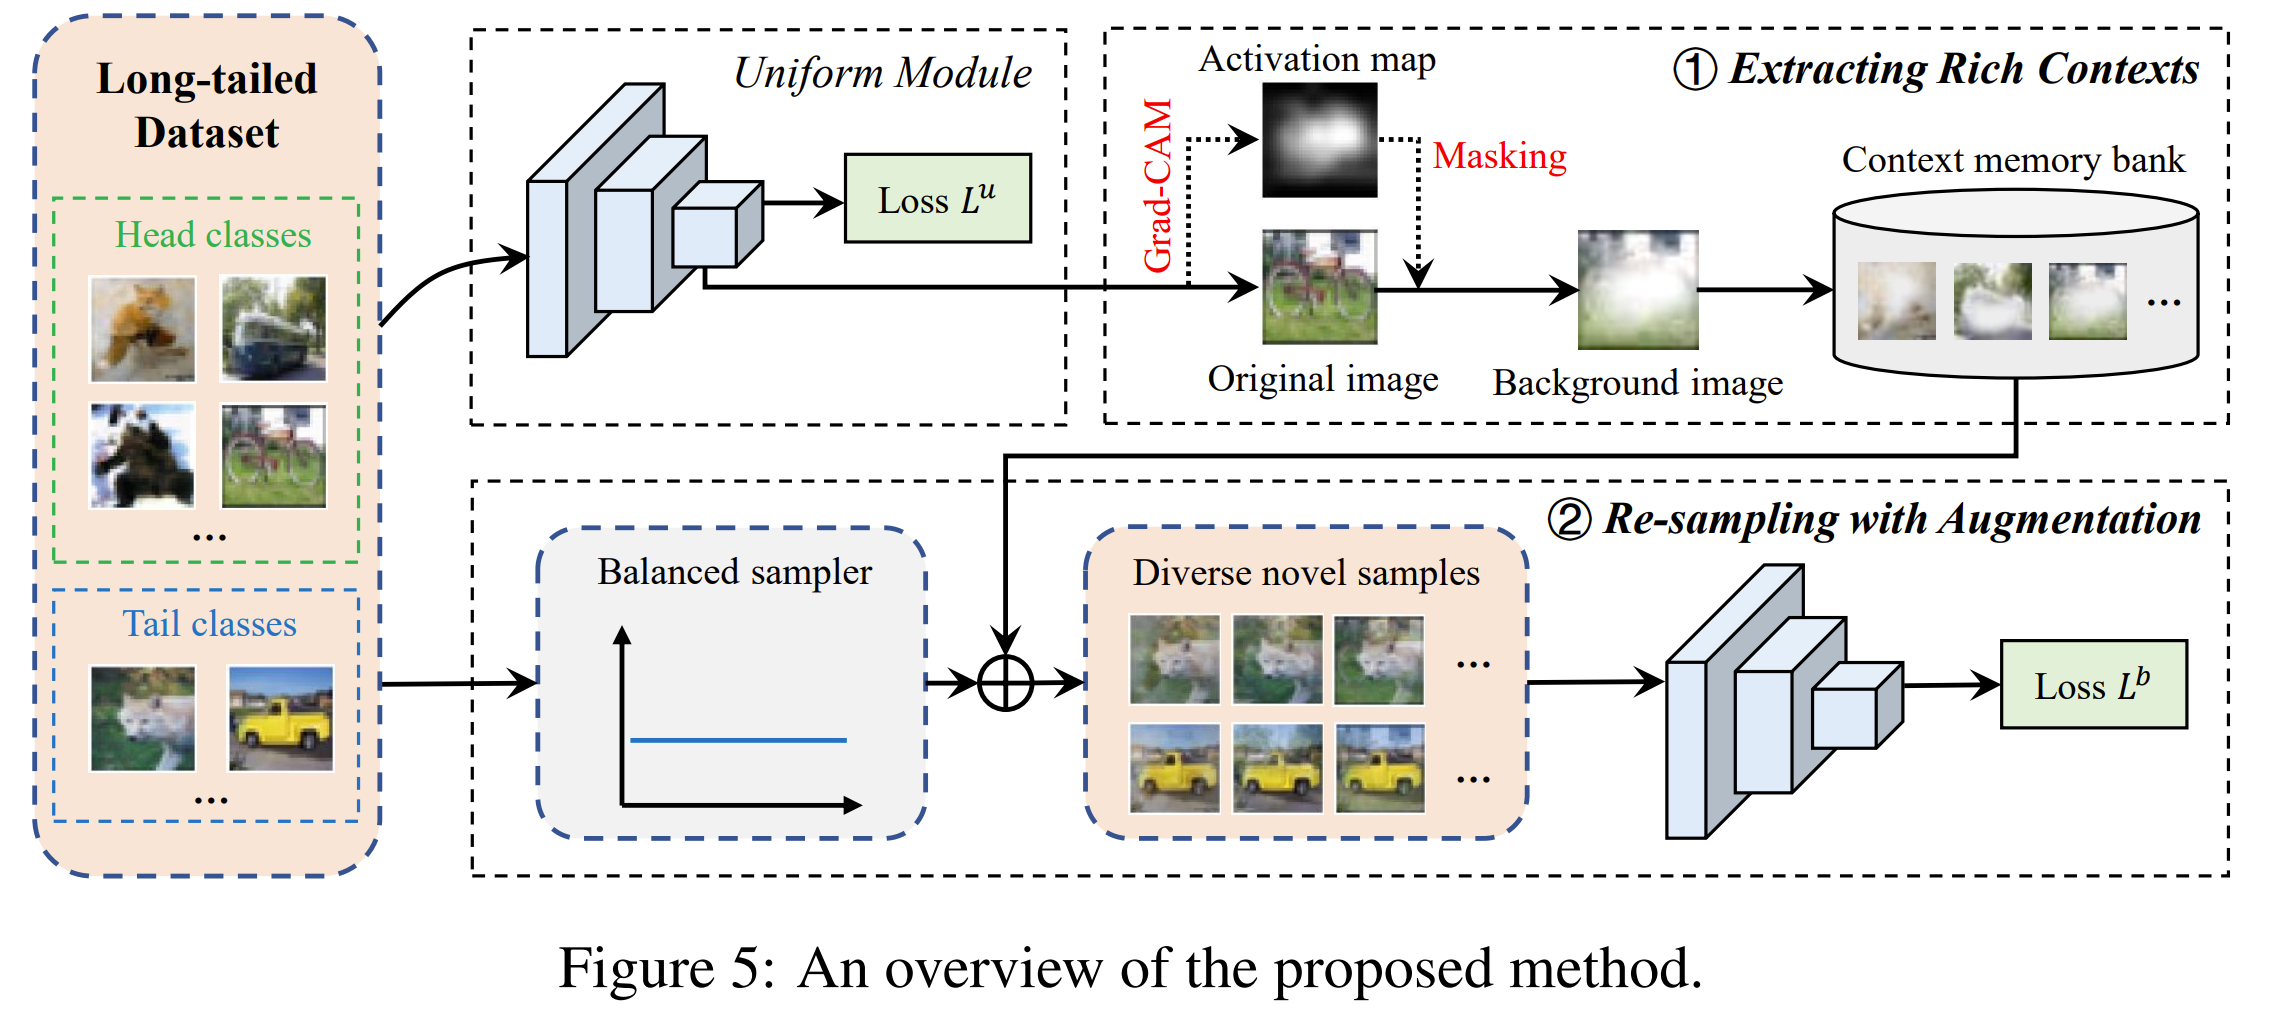 Long-tailed
Dataset
Head classes
...
Tail classes
...
Uniform Module
Loss L^u
① Extracting Rich Contexts
Activation map
Grad-CAM
Masking
Original image
Background image
Context memory bank
...
② Re-sampling with Augmentation
Balanced sampler
Diverse novel samples
...
...
Loss L^b
Figure 5: An overview of the proposed method.